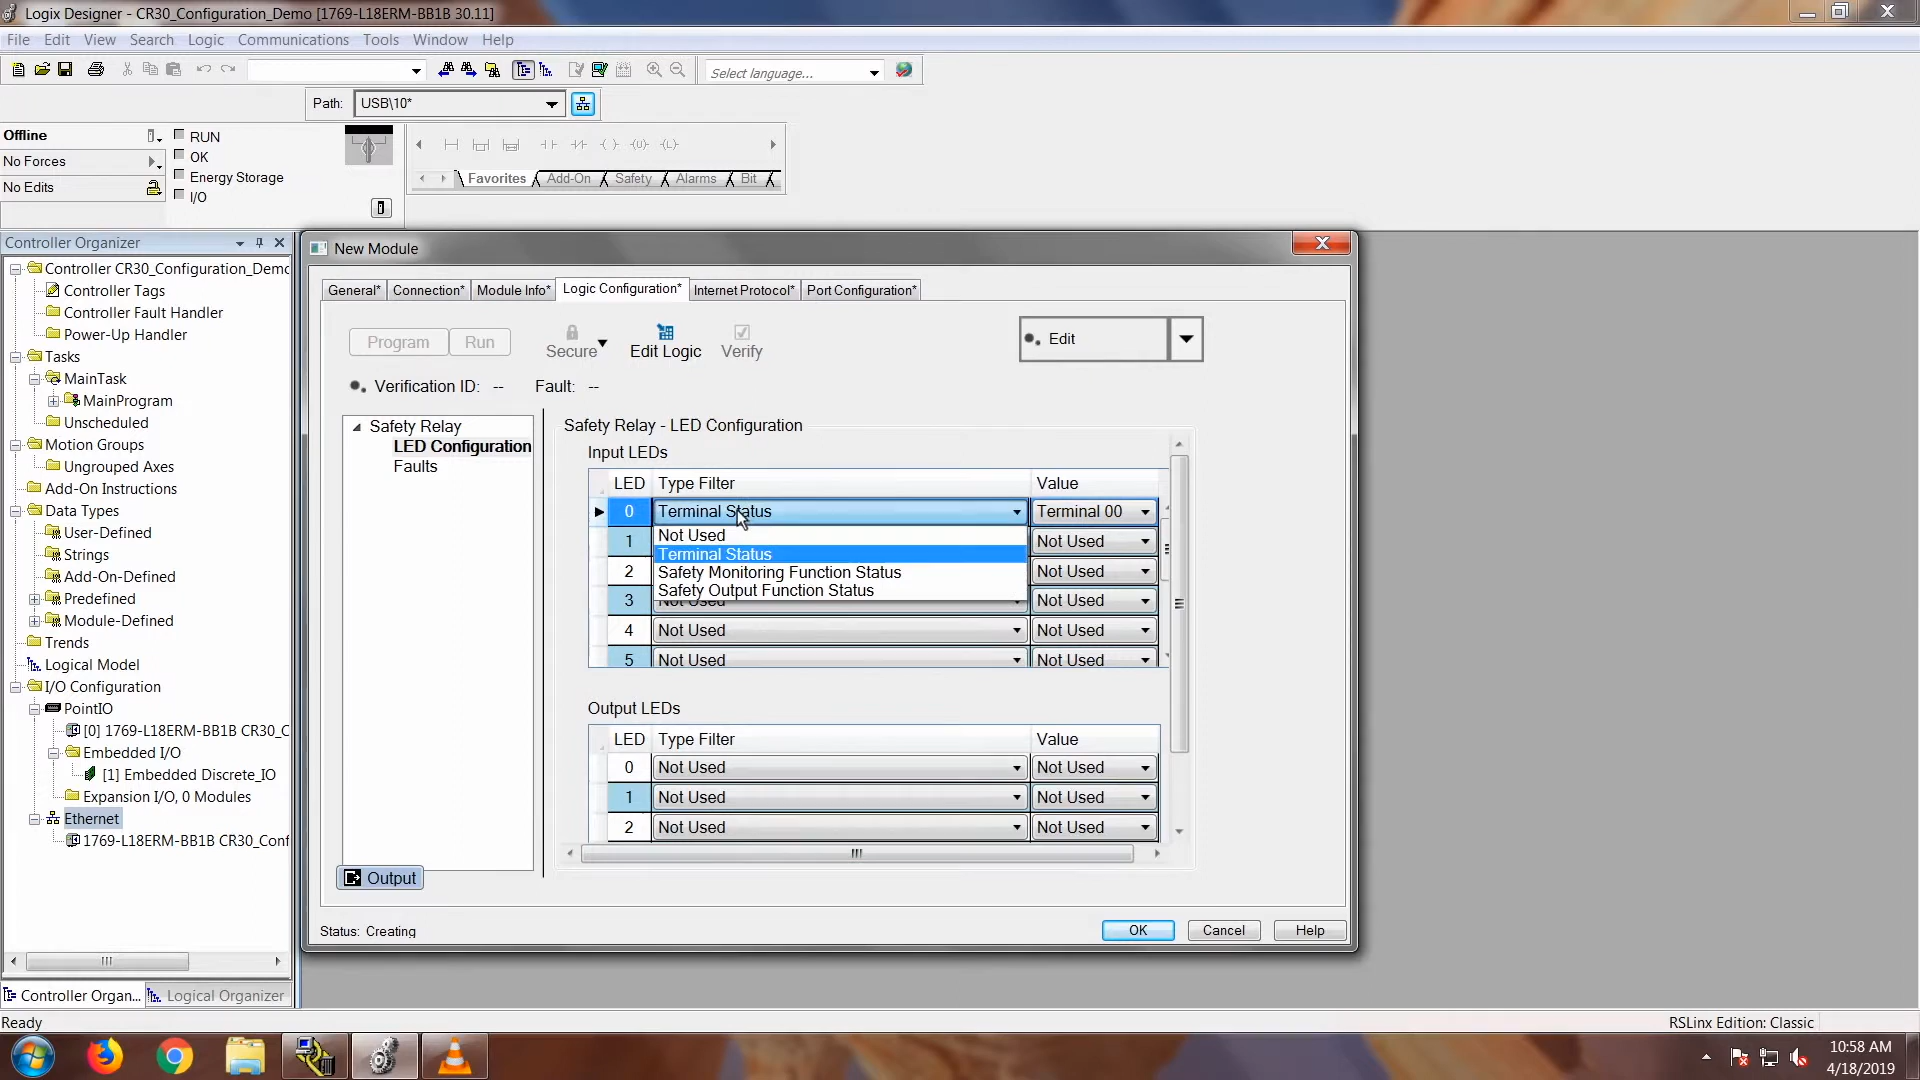 Logix Designer - CR30_Configuration_Demo [1769-L18ERM-BB1B 30.11]
File Edit View Search Logic Communications Tools Window Help
Select language...
Path: USB\10*
Offline RUN
OK
No Forces
Energy Storage
No Edits
I/O
Favorites Add-On Safety Alarms Bit
Controller Organizer
Controller CR30_Configuration_Demo
Controller Tags
Controller Fault Handler
Power-Up Handler
Tasks
MainTask
MainProgram
Unscheduled
Motion Groups
Ungrouped Axes
Add-On Instructions
Data Types
User-Defined
Strings
Add-On-Defined
Predefined
Module-Defined
Trends
Logical Model
I/O Configuration
PointIO
[0] 1769-L18ERM-BB1B CR30_C
Embedded I/O
[1] Embedded Discrete_IO
Expansion I/O, 0 Modules
Ethernet
1769-L18ERM-BB1B CR30_Conf
Controller Organ... Logical Organizer
New Module
General* Connection* Module Info* Logic Configuration* Internet Protocol* Port Configuration*
Program Run Secure Edit Logic Verify Edit
Verification ID: -- Fault: --
Safety Relay
LED Configuration
Faults
Output
Safety Relay - LED Configuration
Input LEDs
LED Type Filter Value
0 Terminal Status Terminal 00
Not Used
1 Terminal Status Not Used
2 Safety Monitoring Function Status Not Used
Safety Output Function Status
3 Not Used Not Used
4 Not Used Not Used
5 Not Used Not Used
Output LEDs
LED Type Filter Value
0 Not Used Not Used
1 Not Used Not Used
2 Not Used Not Used
Status: Creating
OK Cancel Help
Ready
RSLinx Edition: Classic
10:58 AM
4/18/2019